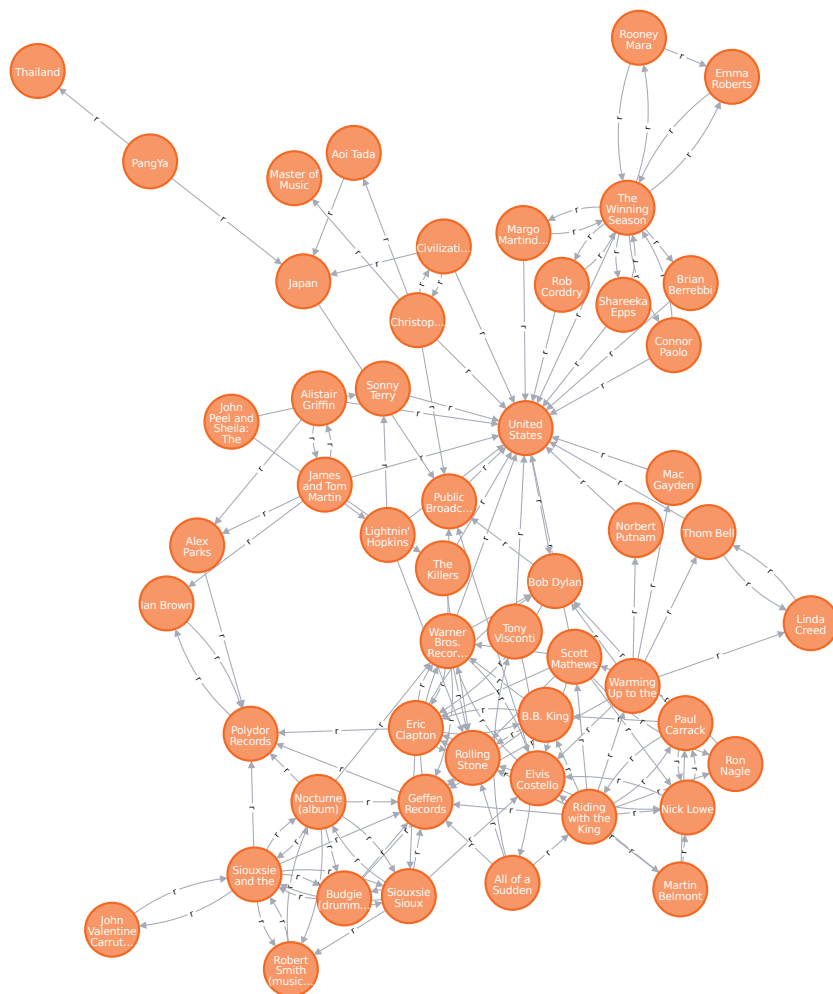 Rooney
Mara
Thailand
Emma
Roberts
Aoi Tada
PangYa
Master of
Music
The
Winning
Season
Margo
Martind...
Civilizati...
Japan
Rob
Corddry
Brian
Berrebbi
Shareeka
Epps
Christop...
Connor
Paolo
Sonny
Terry
Alistair
Griffin
John
Peel and
Sheila:
The
United
States
James
and Tom
Martin
Mac
Gayden
Public
Broadc...
Lightnin'
Hopkins
Norbert
Putnam
Thom Bell
Alex
Parks
The
Killers
Bob Dylan
Ian Brown
Linda
Creed
Warner
Bros.
Recor...
Tony
Visconti
Scott
Mathews
Warming
Up to the
B.B. King
Paul
Carrack
Polydor
Records
Eric
Clapton
Rolling
Stone
Ron
Nagle
Elvis
Costello
Nocturne
(album)
Geffen
Records
Riding
with the
King
Nick Lowe
Siouxsie
and the
All of a
Sudden
Budgie
(drumm...
Siouxsie
Sioux
Martin
Belmont
John
Valentine
Carrut...
Robert
Smith
(music...